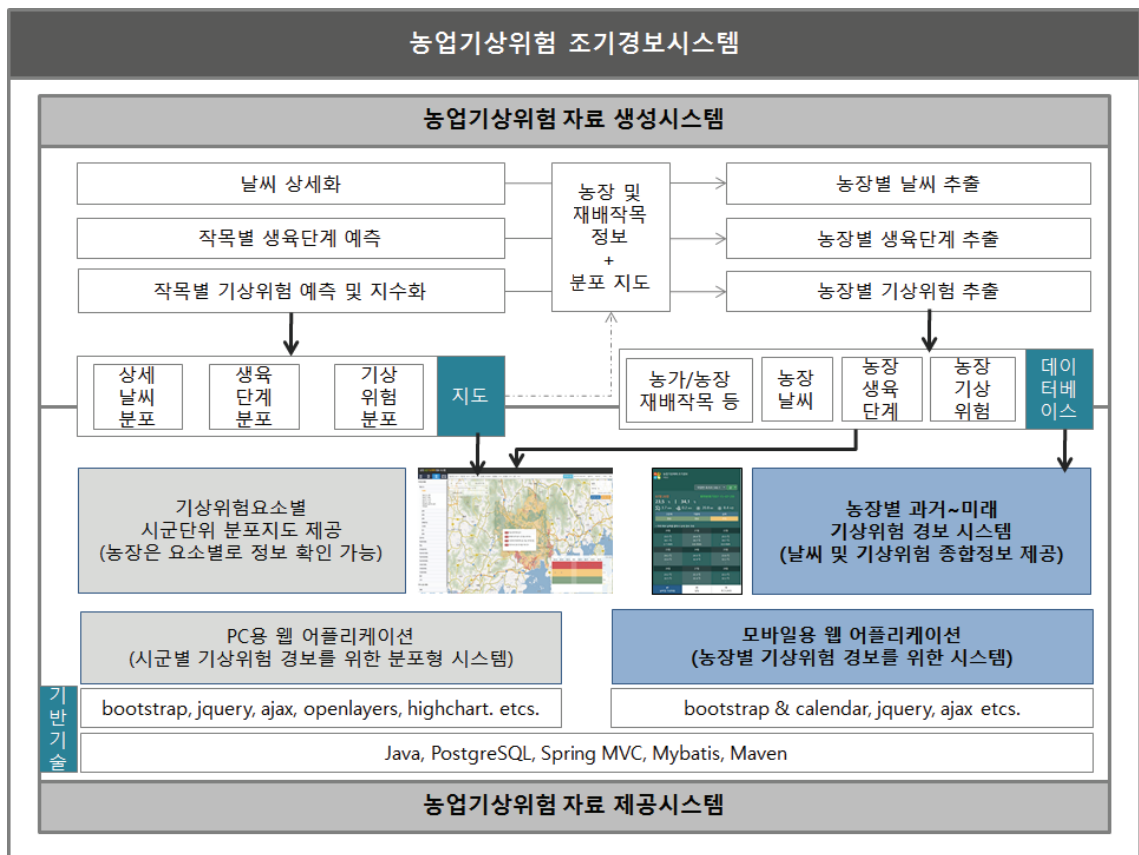 농업기상위험 조기경보시스템
농업기상위험 자료 생성시스템
날씨 상세화
작목별 생육단계 예측
작목별 기상위험 예측 및 지수화
농장 및
재배작목
정보
+
분포 지도
농장별 날씨 추출
농장별 생육단계 추출
농장별 기상위험 추출
상세
날씨
분포
생육
단계
분포
기상
위험
분포
지도
농가/농장
재배작목 등
농장
날씨
농장
생육
단계
농장
기상
위험
데이
터베
이스
기상위험요소별
시군단위 분포지도 제공
(농장은 요소별로 정보 확인 가능)
농장별 과거~미래
기상위험 경보 시스템
(날씨 및 기상위험 종합정보 제공)
PC용 웹 어플리케이션
(시군별 기상위험 경보를 위한 분포형 시스템)
모바일용 웹 어플리케이션
(농장별 기상위험 경보를 위한 시스템)
기
반
기
술
bootstrap, jquery, ajax, openlayers, highchart. etcs.
bootstrap & calendar, jquery, ajax etcs.
Java, PostgreSQL, Spring MVC, Mybatis, Maven
농업기상위험 자료 제공시스템